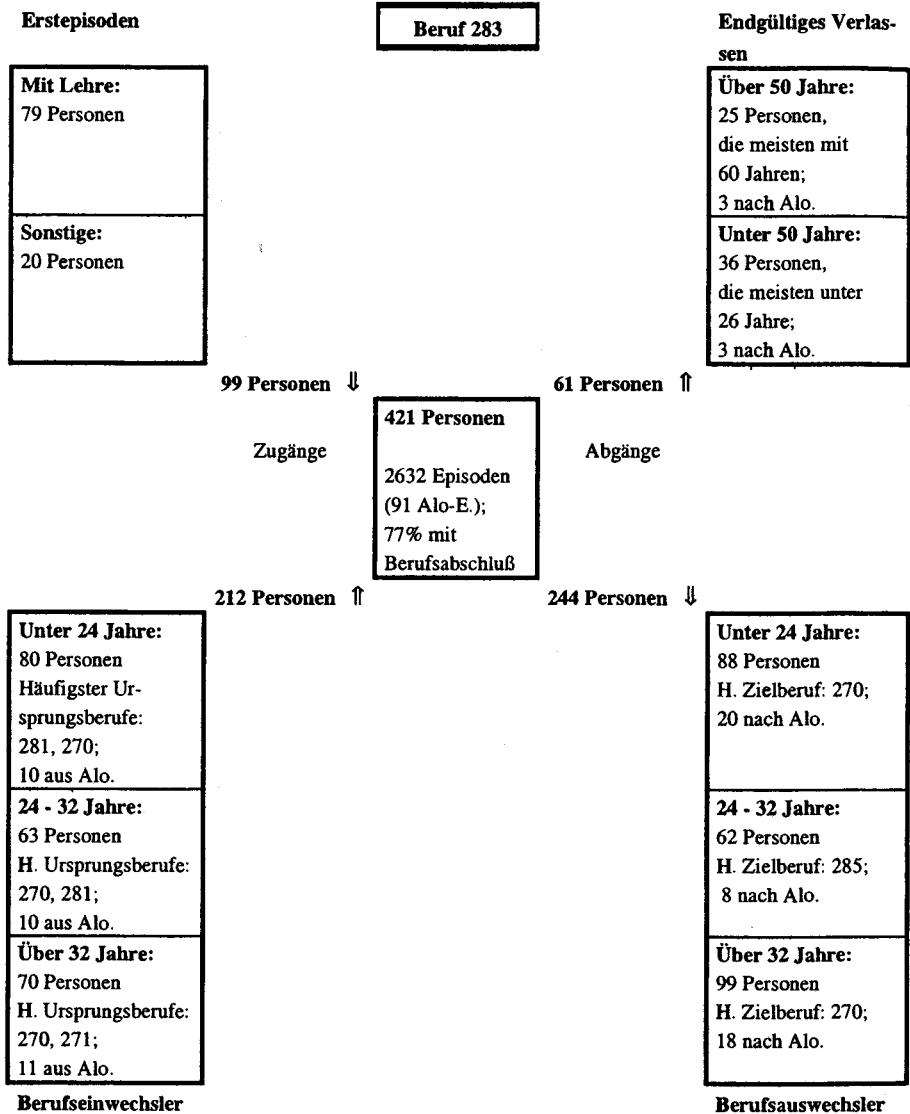 Erstepisoden
Beruf 283
Endgültiges Verlas-
sen
Mit Lehre:
79 Personen
Sonstige:
20 Personen
Über 50 Jahre:
25 Personen,
die meisten mit
60 Jahren;
3 nach Alo.
Unter 50 Jahre:
36 Personen,
die meisten unter
26 Jahre;
3 nach Alo.
99 Personen ⇓
61 Personen ⇑
Zugänge
421 Personen
2632 Episoden
(91 Alo-E.);
77% mit
Berufsabschluß
Abgänge
212 Personen ⇑
244 Personen ⇓
Unter 24 Jahre:
80 Personen
Häufigster Ur-
sprungsberufe:
281, 270;
10 aus Alo.
24 - 32 Jahre:
63 Personen
H. Ursprungsberufe:
270, 281;
10 aus Alo.
Über 32 Jahre:
70 Personen
H. Ursprungsberufe:
270, 271;
11 aus Alo.
Berufseinwechsler
Unter 24 Jahre:
88 Personen
H. Zielberuf: 270;
20 nach Alo.
24 - 32 Jahre:
62 Personen
H. Zielberuf: 285;
8 nach Alo.
Über 32 Jahre:
99 Personen
H. Zielberuf: 270;
18 nach Alo.
Berufsauswechsler